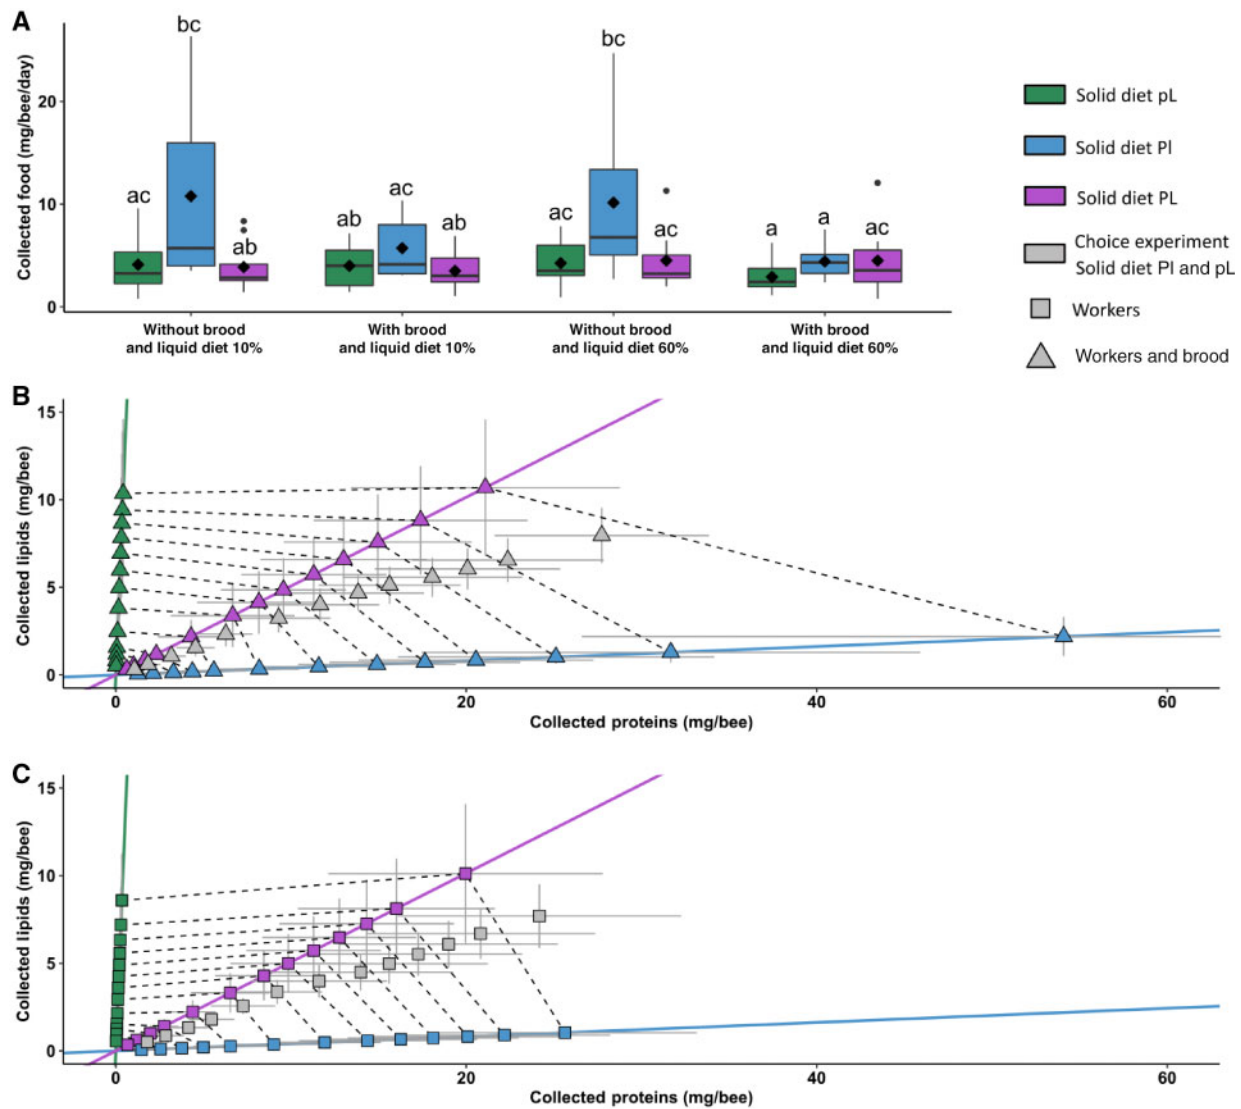 A
Collected food (mg/bee/day)
20
10
0
bc
ac
ab
ac
ab
ab
bc
ac
ac
a
a
ac
Without brood
and liquid diet 10%
With brood
and liquid diet 10%
Without brood
and liquid diet 60%
With brood
and liquid diet 60%
Solid diet pL
Solid diet Pl
Solid diet PL
Choice experiment
Solid diet Pl and pL
Workers
Workers and brood
B
Collected lipids (mg/bee)
15
10
5
0
0
20
40
60
Collected proteins (mg/bee)
C
Collected lipids (mg/bee)
15
10
5
0
0
20
40
60
Collected proteins (mg/bee)